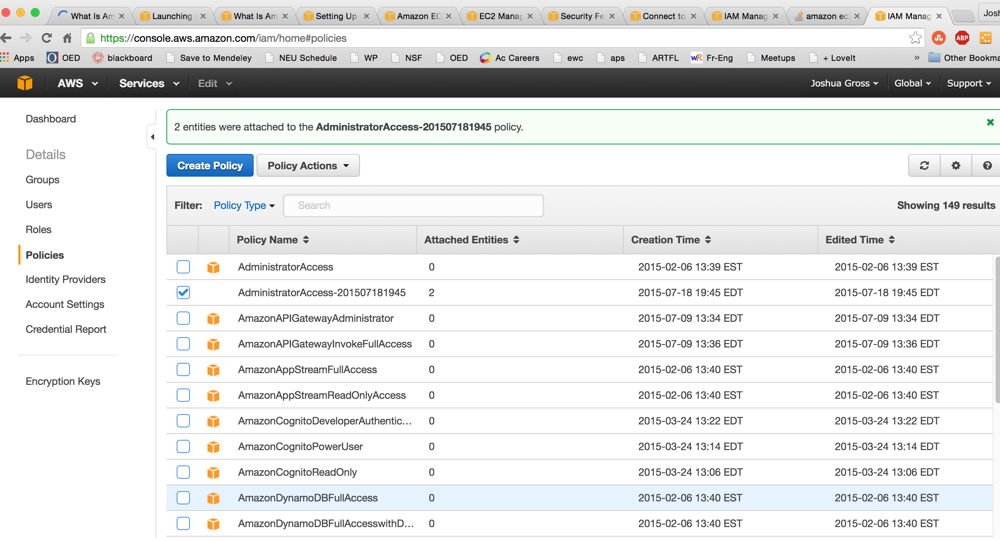 What Is Am Launching What Is Am Setting Up Amazon EC EC2 Manag Security Fe Connect to IAM Manag amazon ec IAM Manag Josh
https://console.aws.amazon.com/iam/home#policies ABP
Apps OED blackboard Save to Mendeley NEU Schedule WP NSF OED Ac Careers ewc aps ARTFL WR Fr-Eng Meetups + LoveIt » Other Bookma
AWS Services Edit Joshua Gross Global Support
Dashboard
Details
Groups
Users
Roles
Policies
Identity Providers
Account Settings
Credential Report
Encryption Keys
2 entities were attached to the AdministratorAccess-201507181945 policy.
Create Policy Policy Actions
Filter: Policy Type Search Showing 149 results
Policy Name Attached Entities Creation Time Edited Time
AdministratorAccess 0 2015-02-06 13:39 EST 2015-02-06 13:39 EST
AdministratorAccess-201507181945 2 2015-07-18 19:45 EDT 2015-07-18 19:45 EDT
AmazonAPIGatewayAdministrator 0 2015-07-09 13:34 EDT 2015-07-09 13:34 EDT
AmazonAPIGatewayInvokeFullAccess 0 2015-07-09 13:36 EDT 2015-07-09 13:36 EDT
AmazonAppStreamFullAccess 0 2015-02-06 13:40 EST 2015-02-06 13:40 EST
AmazonAppStreamReadOnlyAccess 0 2015-02-06 13:40 EST 2015-02-06 13:40 EST
AmazonCognitoDeveloperAuthentic... 0 2015-03-24 13:22 EDT 2015-03-24 13:22 EDT
AmazonCognitoPowerUser 0 2015-03-24 13:14 EDT 2015-03-24 13:14 EDT
AmazonCognitoReadOnly 0 2015-03-24 13:06 EDT 2015-03-24 13:06 EDT
AmazonDynamoDBFullAccess 0 2015-02-06 13:40 EST 2015-02-06 13:40 EST
AmazonDynamoDBFullAccesswithD... 0 2015-02-06 13:40 EST 2015-02-06 13:40 EST